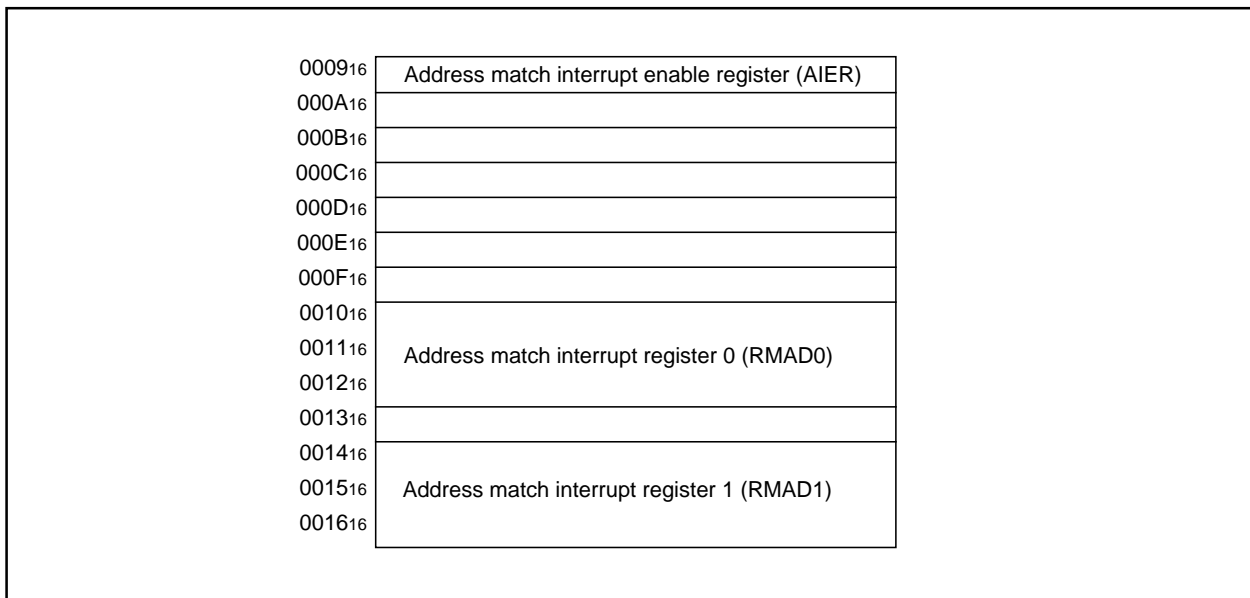 0009₁₆ Address match interrupt enable register (AIER)
000A₁₆
000B₁₆
000C₁₆
000D₁₆
000E₁₆
000F₁₆
0010₁₆
0011₁₆ Address match interrupt register 0 (RMAD0)
0012₁₆
0013₁₆
0014₁₆
0015₁₆ Address match interrupt register 1 (RMAD1)
0016₁₆